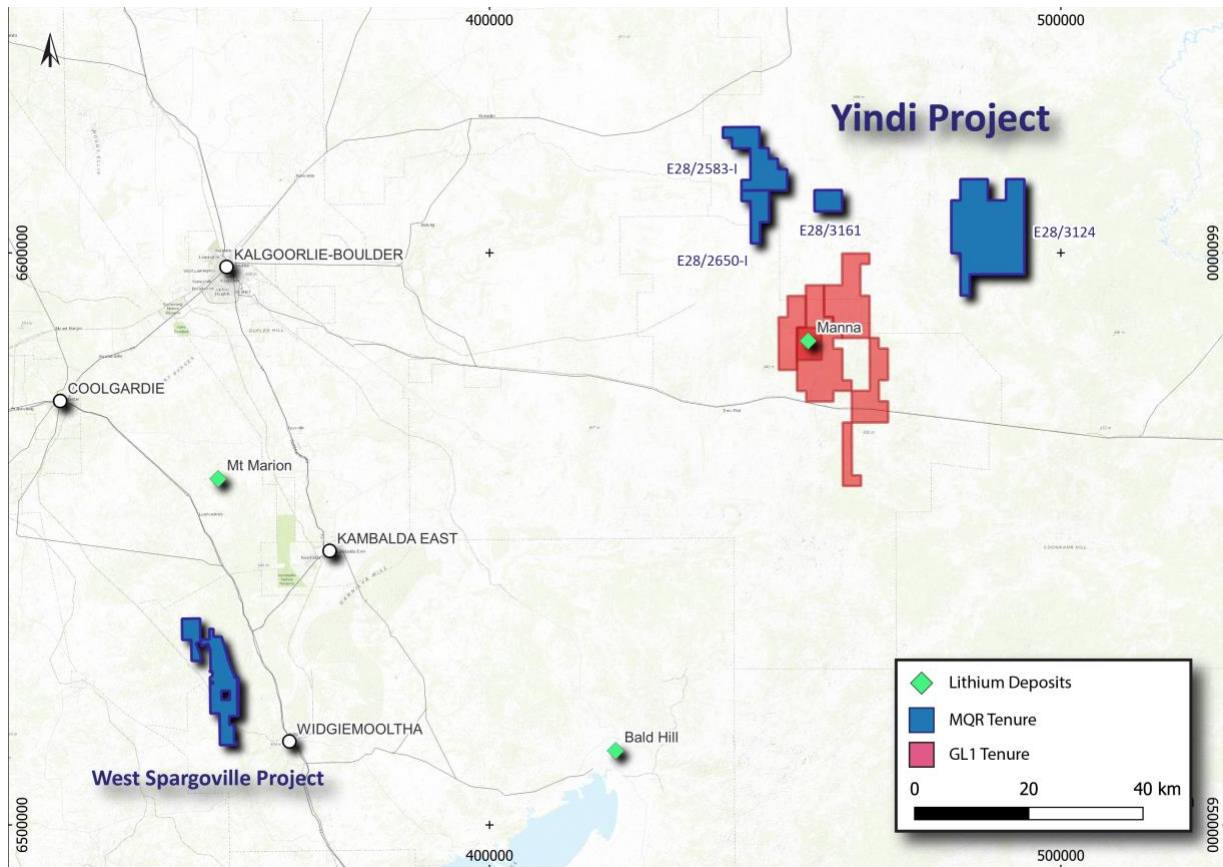 400000
500000
Yindi Project
E28/2583-I
E28/3161
E28/3124
E28/2650-I
6600000
KALGOORLIE-BOULDER
6600000
Manna
COOLGARDIE
Mt Marion
KAMBALDA EAST
WIDGIEMOOLTHA
Bald Hill
West Spargoville Project
Lithium Deposits
MQR Tenure
GL1 Tenure
0 20 40 km
6500000
6500000
400000
500000